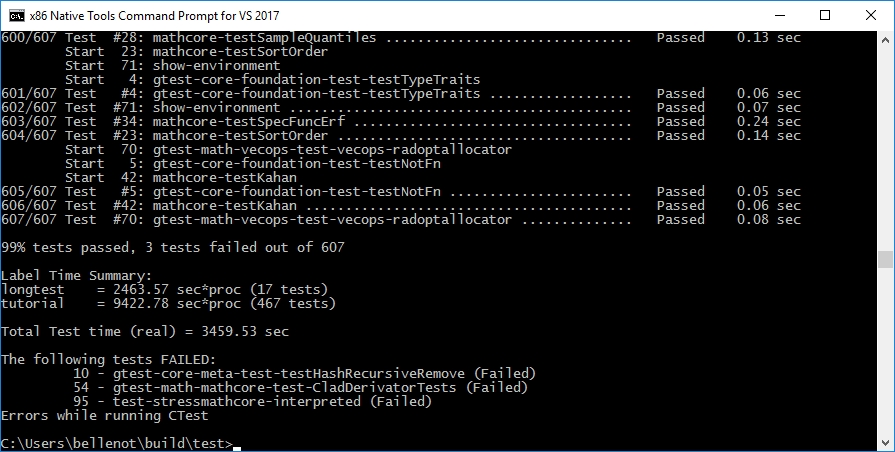 x86 Native Tools Command Prompt for VS 2017
600/607 Test  #28: mathcore-testSampleQuantiles ...............................   Passed    0.13 sec
        Start  23: mathcore-testSortOrder
        Start  71: show-environment
        Start   4: gtest-core-foundation-test-testTypeTraits
601/607 Test   #4: gtest-core-foundation-test-testTypeTraits ..................   Passed    0.06 sec
602/607 Test  #71: show-environment ...........................................   Passed    0.07 sec
603/607 Test  #34: mathcore-testSpecFuncErf ...................................   Passed    0.24 sec
604/607 Test  #23: mathcore-testSortOrder .....................................   Passed    0.14 sec
        Start  70: gtest-math-vecops-test-vecops-radoptallocator
        Start   5: gtest-core-foundation-test-testNotFn
        Start  42: mathcore-testKahan
605/607 Test   #5: gtest-core-foundation-test-testNotFn .......................   Passed    0.05 sec
606/607 Test  #42: mathcore-testKahan .........................................   Passed    0.06 sec
607/607 Test  #70: gtest-math-vecops-test-vecops-radoptallocator ..............   Passed    0.08 sec
99% tests passed, 3 tests failed out of 607
Label Time Summary:
longtest    = 2463.57 sec*proc (17 tests)
tutorial    = 9422.78 sec*proc (467 tests)
Total Test time (real) = 3459.53 sec
The following tests FAILED:
         10 - gtest-core-meta-test-testHashRecursiveRemove (Failed)
         54 - gtest-math-mathcore-test-CladDerivatorTests (Failed)
         95 - test-stressmathcore-interpreted (Failed)
Errors while running CTest
C:\Users\bellenot\build\test>